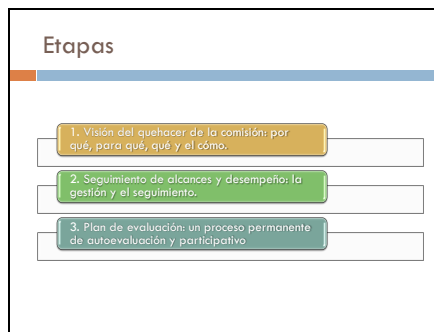 Etapas
1. Visión del quehacer de la comisión: por
qué, para qué, qué y el cómo.
2. Seguimiento de alcances y desempeño: la
gestión y el seguimiento.
3. Plan de evaluación: un proceso permanente
de autoevaluación y participativo